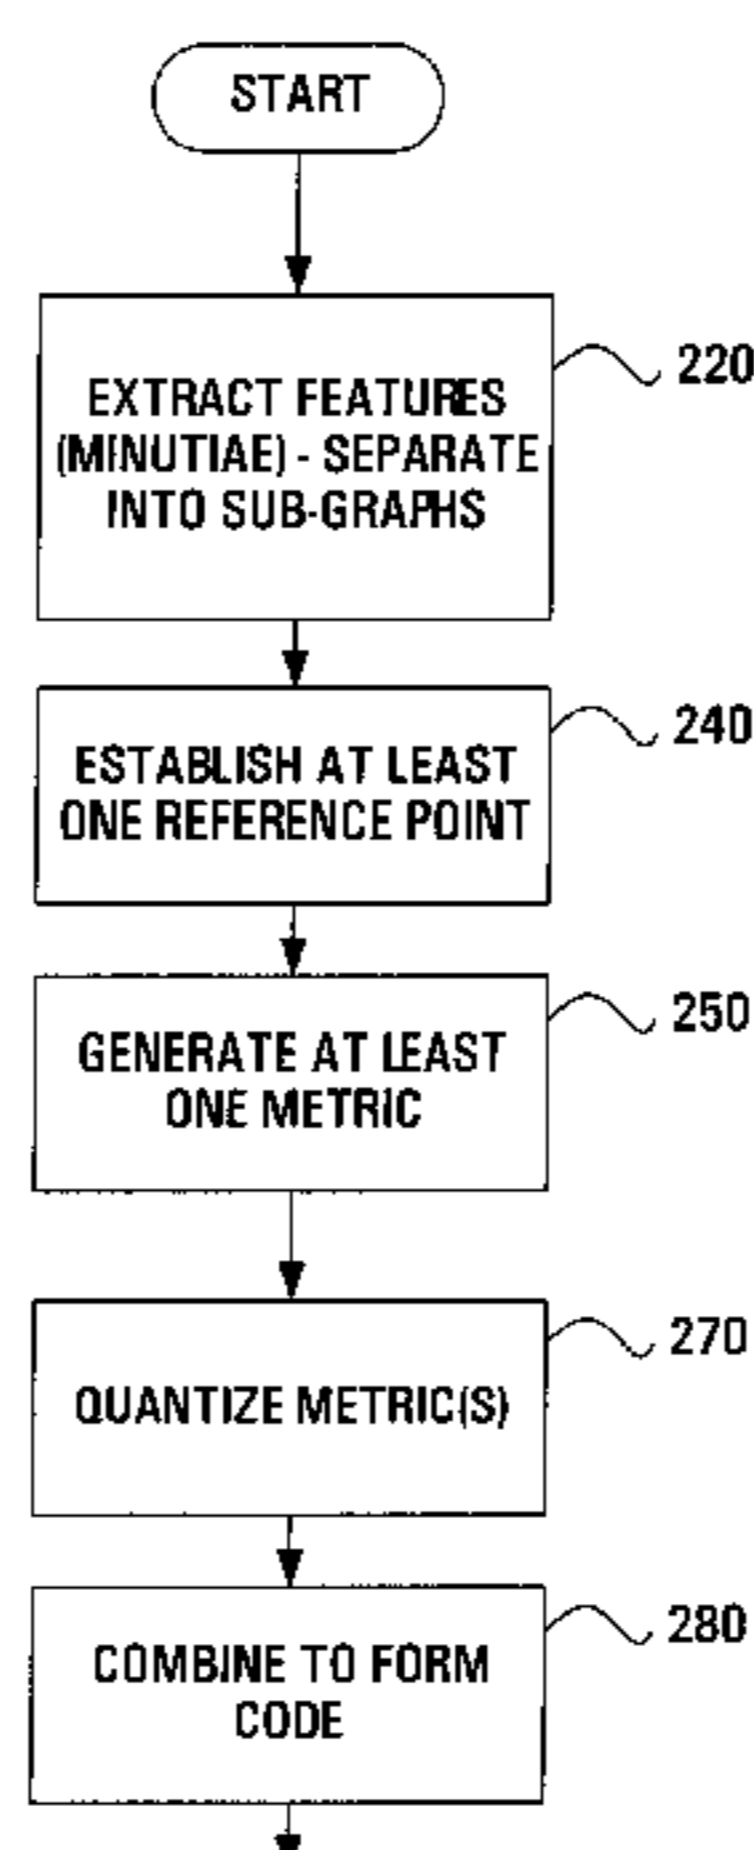 START
EXTRACT FEATURES
(MINUTIAE) - SEPARATE
INTO SUB-GRAPHS
220
ESTABLISH AT LEAST
ONE REFERENCE POINT
240
GENERATE AT LEAST
ONE METRIC
250
QUANTIZE METRIC(S)
270
COMBINE TO FORM
CODE
280